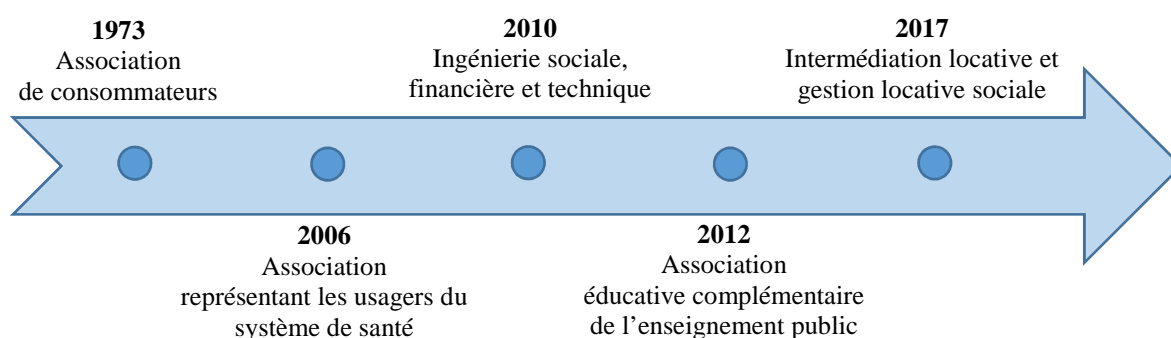 1973
Association
de consommateurs
2010
Ingénierie sociale,
financière et technique
2017
Intermédiation locative et
gestion locative sociale
2006
Association
représentant les usagers du
système de santé
2012
Association
éducative complémentaire
de l’enseignement public